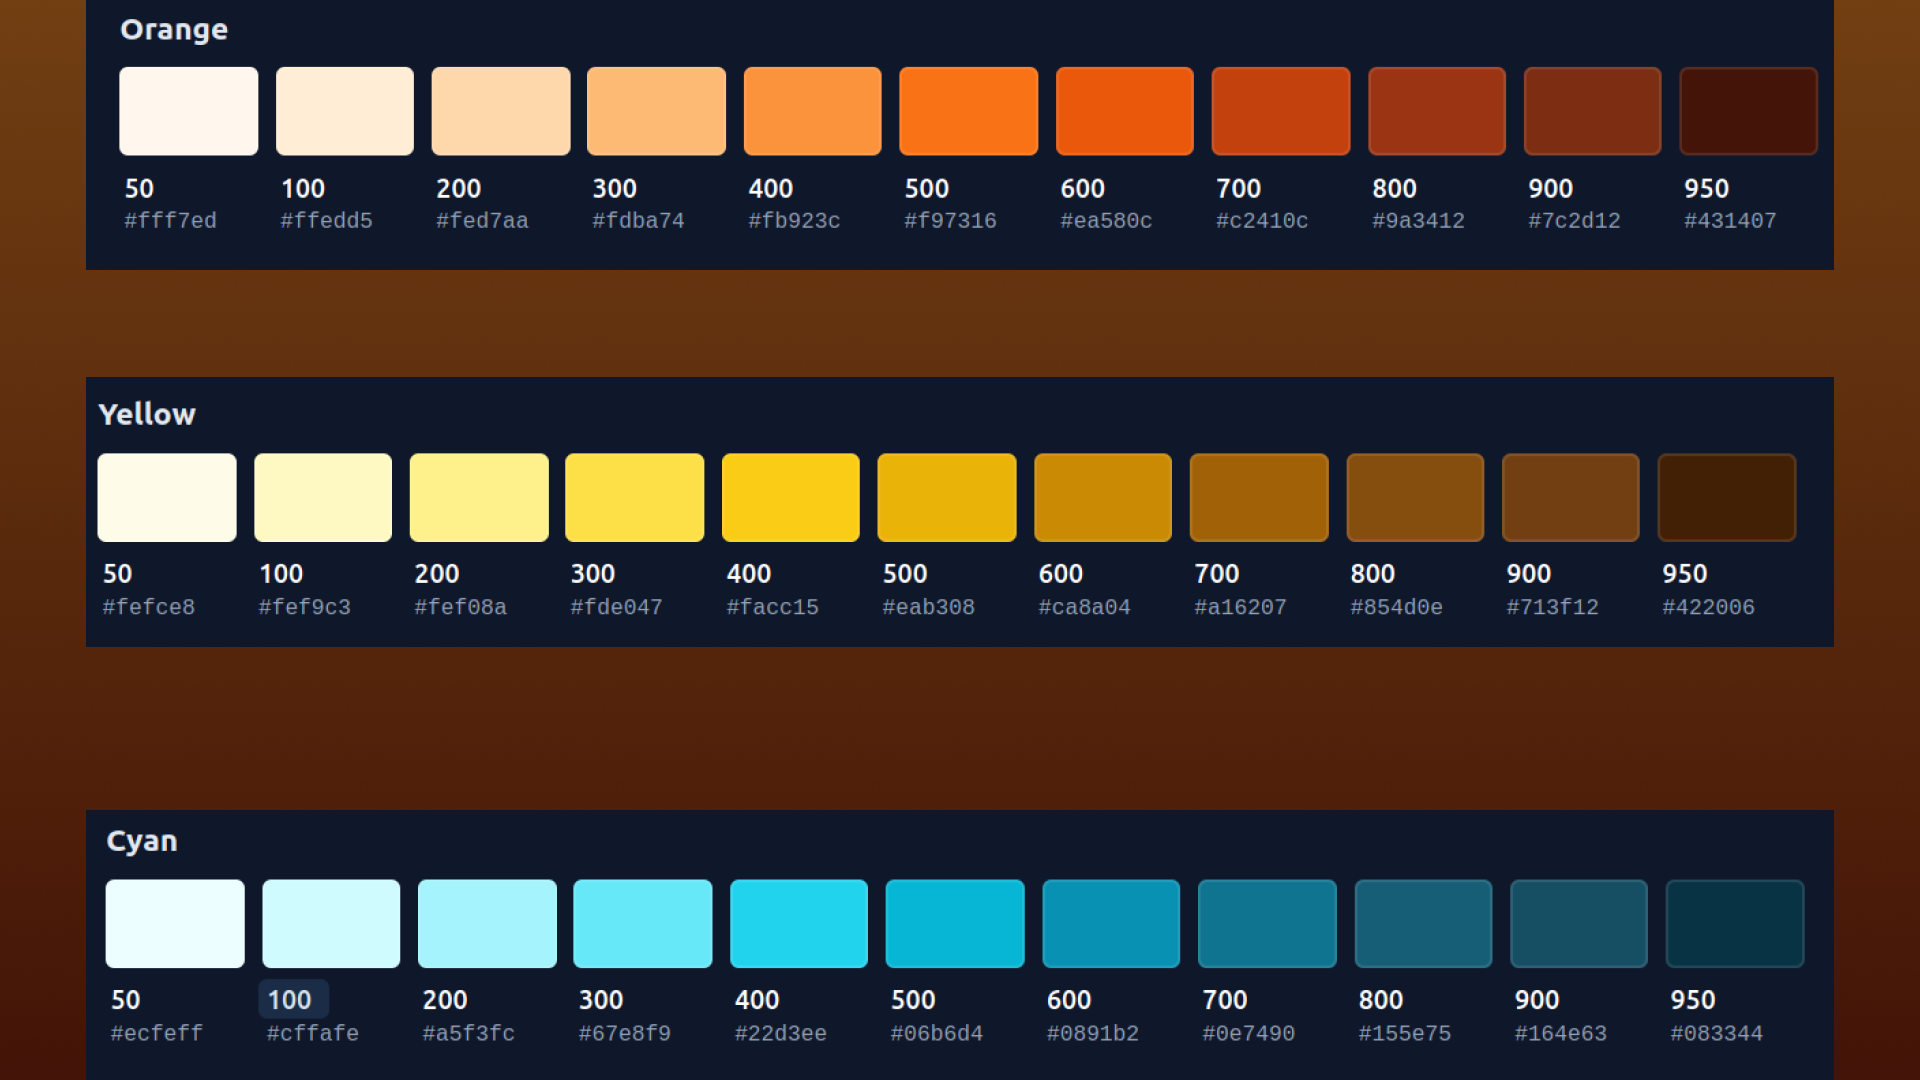 Orange
50 100 200 300 400 500 600 700 800 900 950
#fff7ed #ffedd5 #fed7aa #fdba74 #fb923c #f97316 #ea580c #c2410c #9a3412 #7c2d12 #431407
Yellow
50 100 200 300 400 500 600 700 800 900 950
#fefce8 #fef9c3 #fef08a #fde047 #facc15 #eab308 #ca8a04 #a16207 #854d0e #713f12 #422006
Cyan
50 100 200 300 400 500 600 700 800 900 950
#ecfeff #cffafe #a5f3fc #67e8f9 #22d3ee #06b6d4 #0891b2 #0e7490 #155e75 #164e63 #083344